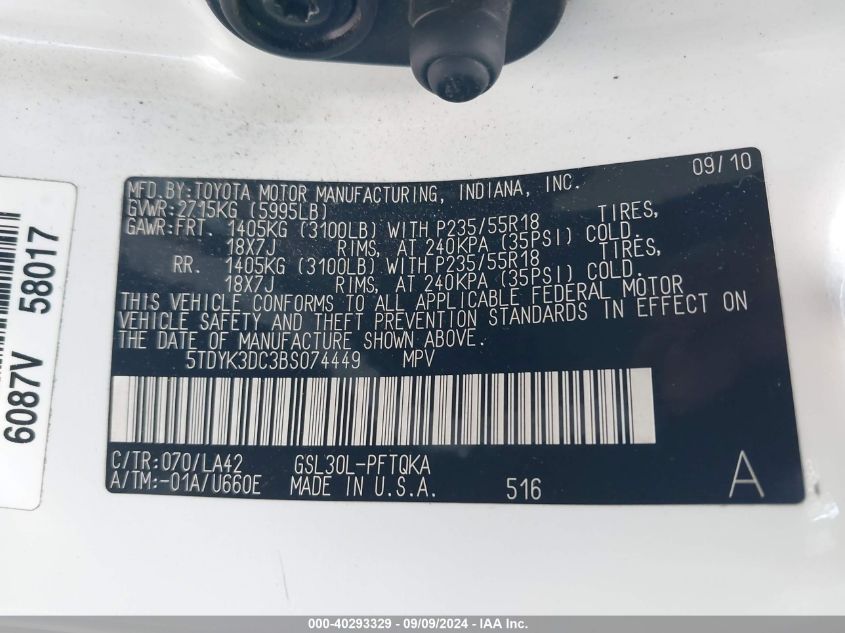 09/10
MFD. BY: TOYOTA MOTOR MANUFACTURING, INDIANA, INC.
GVWR: 2715KG (5995LB)
GAWR: FRT. 1405KG (3100LB) WITH P235/55R18 TIRES,
18X7J RIMS, AT 240KPA (35PSI) COLD.
RR. 1405KG (3100LB) WITH P235/55R18 TIRES,
18X7J RIMS, AT 240KPA (35PSI) COLD.
THIS VEHICLE CONFORMS TO ALL APPLICABLE FEDERAL MOTOR
VEHICLE SAFETY AND THEFT PREVENTION STANDARDS IN EFFECT ON
THE DATE OF MANUFACTURE SHOWN ABOVE.
5TDYK3DC3BS074449 MPV
C/TR: 070/LA42 GSL30L-PFTQKA
A/TM: -01A/U660E MADE IN U.S.A. 516 A
6087V 58017
000-40293329 - 09/09/2024 - IAA Inc.